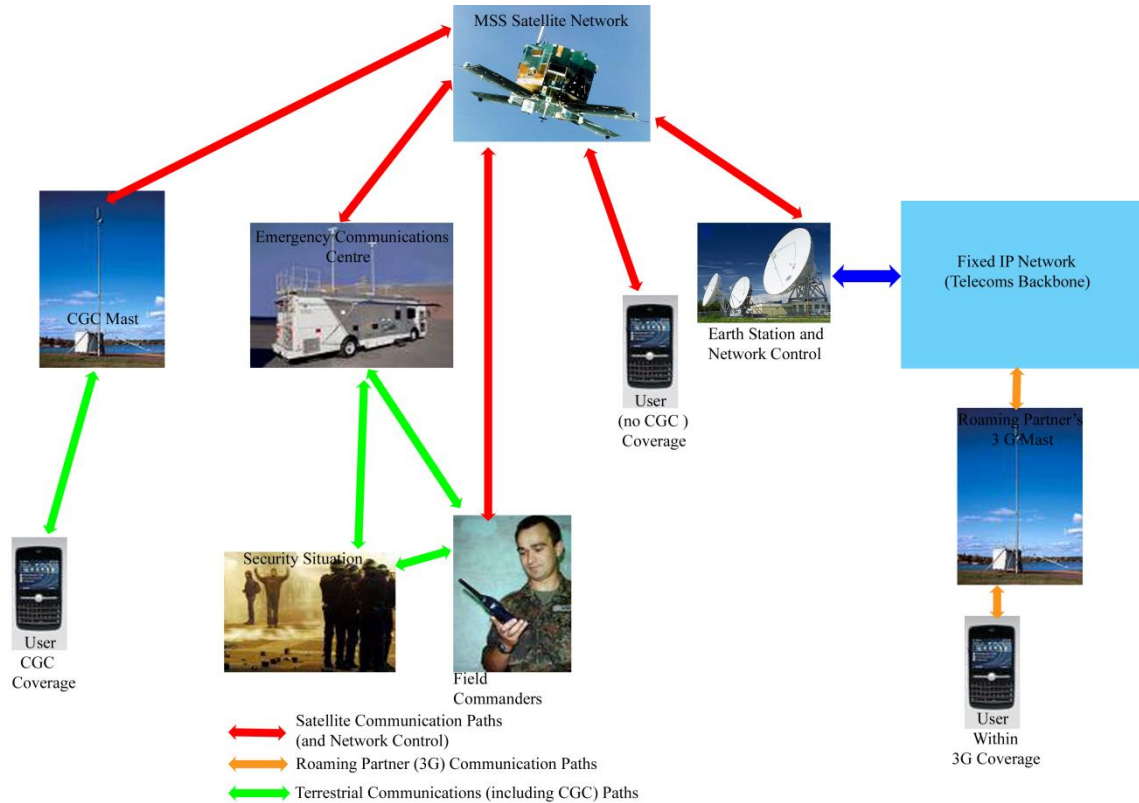 MSS Satellite Network
Emergency Communications
Centre
CGC Mast
Fixed IP Network
(Telecoms Backbone)
Earth Station and
Network Control
User
(no CGC )
Coverage
Roaming Partner's
3 G Mast
Security Situation
User
CGC
Coverage
Field
Commanders
User
Within
3G Coverage
Satellite Communication Paths
(and Network Control)
Roaming Partner (3G) Communication Paths
Terrestrial Communications (including CGC) Paths